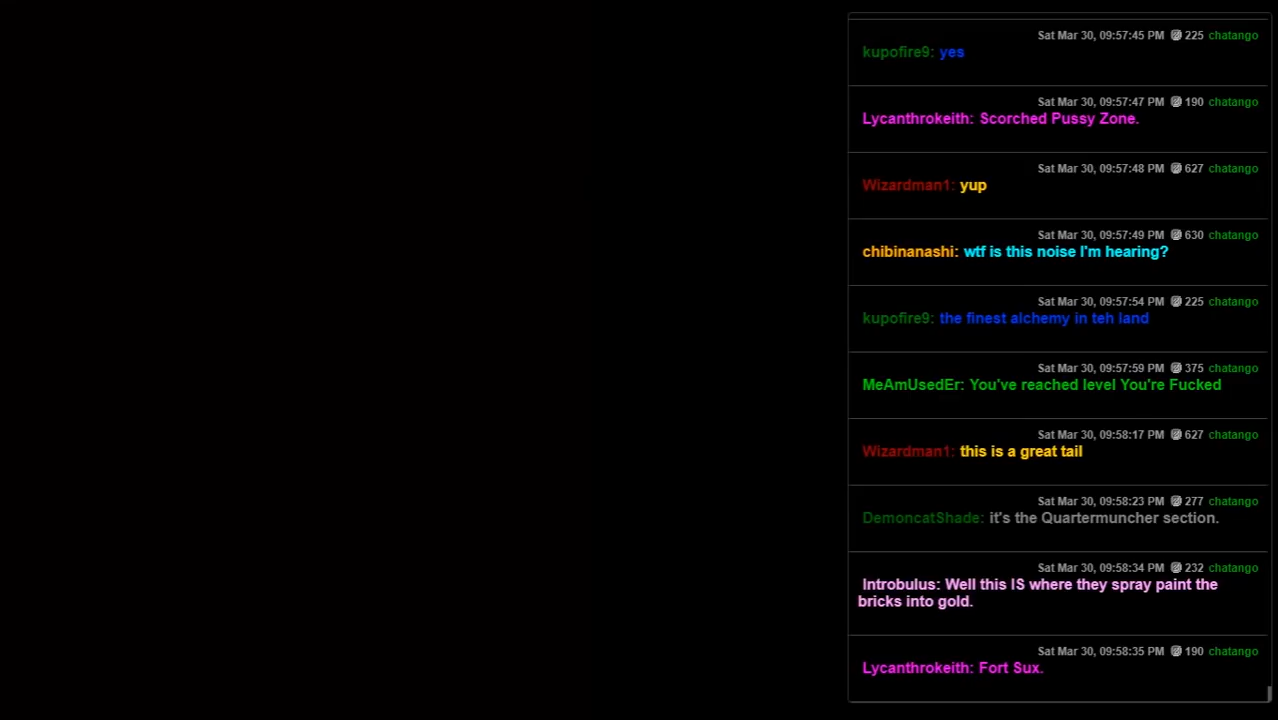 Sat Mar 30, 09:57:45 PM 225 chatango
kupofire9: yes
Sat Mar 30, 09:57:47 PM 190 chatango
Lycanthrokeith: Scorched Pussy Zone.
Sat Mar 30, 09:57:48 PM 627 chatango
Wizardman1: yup
Sat Mar 30, 09:57:49 PM 630 chatango
chibinanashi: wtf is this noise I'm hearing?
Sat Mar 30, 09:57:54 PM 225 chatango
kupofire9: the finest alchemy in teh land
Sat Mar 30, 09:57:59 PM 375 chatango
MeAmUsedEr: You've reached level You're Fucked
Sat Mar 30, 09:58:17 PM 627 chatango
Wizardman1: this is a great tail
Sat Mar 30, 09:58:23 PM 277 chatango
DemoncatShade: it's the Quartermuncher section.
Sat Mar 30, 09:58:34 PM 232 chatango
Introbulus: Well this IS where they spray paint the
bricks into gold.
Sat Mar 30, 09:58:35 PM 190 chatango
Lycanthrokeith: Fort Sux.